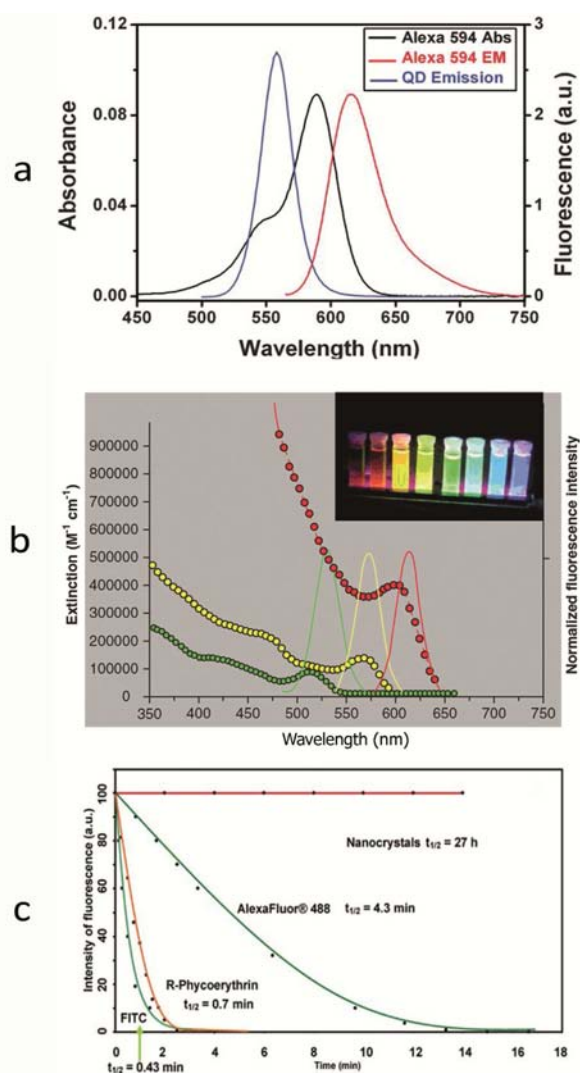 a
0.12
0.08
0.04
0.00
Absorbance
Alexa 594 Abs
Alexa 594 EM
QD Emission
3
2
1
0
Fluorescence (a.u.)
450 500 550 600 650 700 750
Wavelength (nm)
b
900000
800000
700000
600000
500000
400000
300000
200000
100000
0
Extinction (M⁻¹ cm⁻¹)
Normalized fluorescence intensity
350 400 450 500 550 600 650 700 750
Wavelength (nm)
c
100
80
60
40
20
0
Intensity of fluorescence (a.u.)
Nanocrystals t1/2 = 27 h
AlexaFluor® 488 t1/2 = 4.3 min
R-Phycoerythrin
t1/2 = 0.7 min
FITC
0 2 4 6 8 10 12 14 16 18
t1/2 = 0.43 min
Time (min)